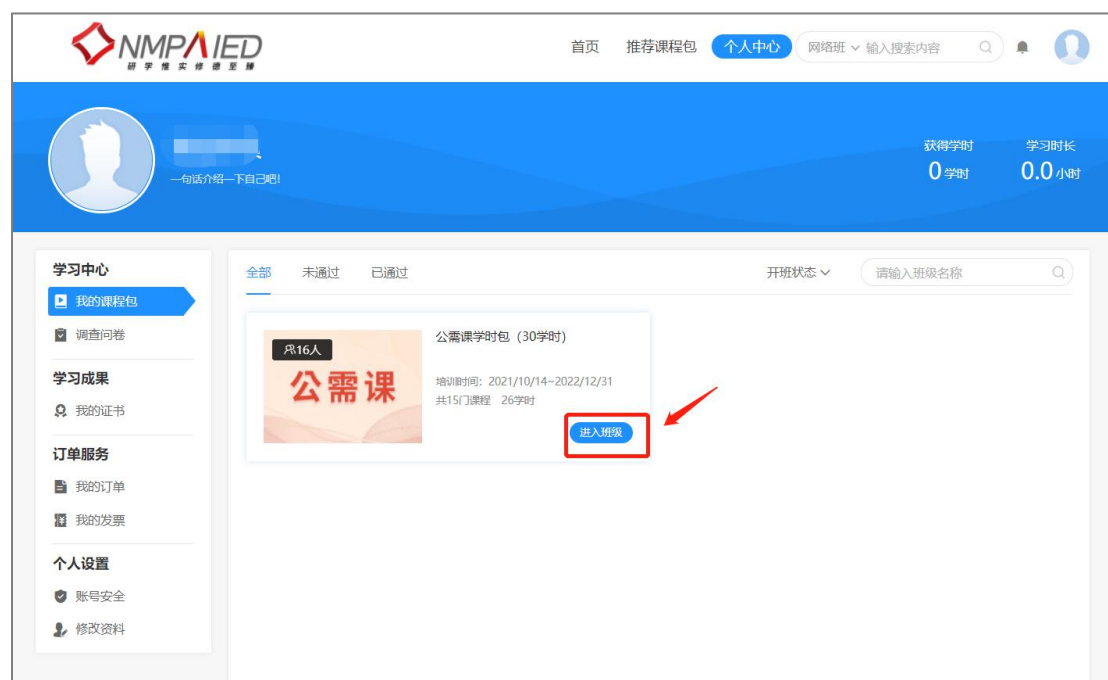 NMPAIED
研学惟实修德至臻
首页 推荐课程包 个人中心 网络班 输入搜索内容
一句话介绍一下自己吧!
获得学时 学习时长
0学时 0.0小时
学习中心
我的课程包
调查问卷
学习成果
我的证书
订单服务
我的订单
我的发票
个人设置
账号安全
修改资料
全部 未通过 已通过 开班状态 请输入班级名称
16人
公需课
公需课学时包（30学时）
培训时间：2021/10/14~2022/12/31
共15门课程 26学时
进入班级